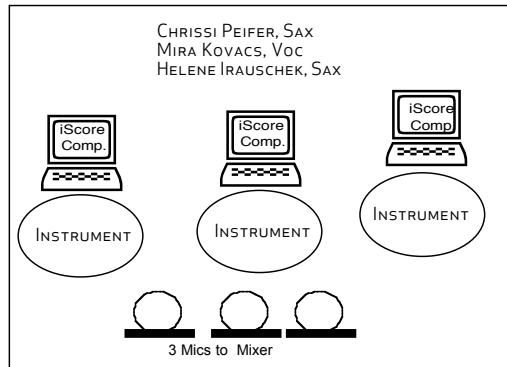 CHRISSI PEIFER, SAX
MIRA KOVACS, VOC
HELENE IRAUSCHEK, SAX
iScore
Comp.
iScore
Comp.
iScore
Comp
INSTRUMENT
INSTRUMENT
INSTRUMENT
3 Mics to Mixer